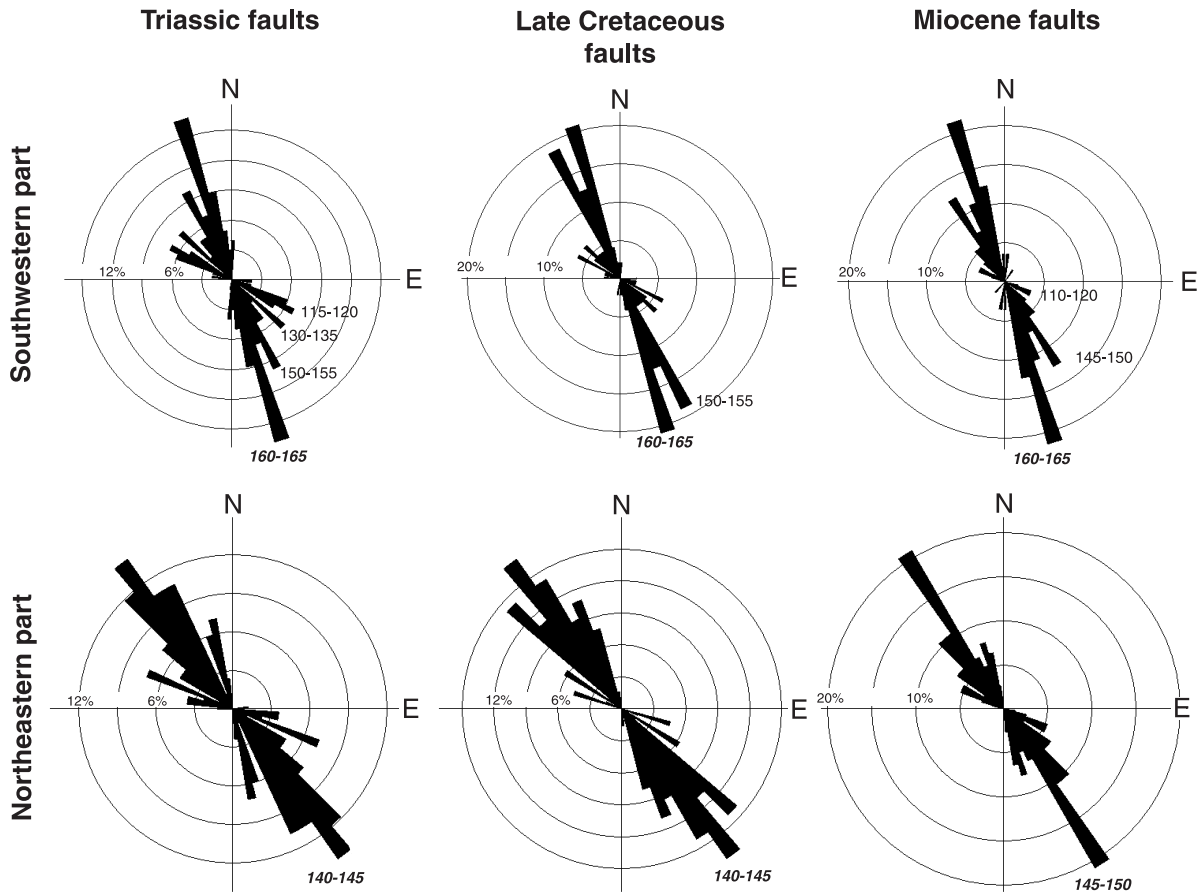 Triassic faults
Late Cretaceous
faults
Miocene faults
Southwestern part
N
12%
6%
E
115-120
130-135
150-155
160-165
N
20%
10%
E
150-155
160-165
N
20%
10%
E
110-120
145-150
160-165
Northeastern part
N
12%
6%
E
140-145
N
12%
6%
E
140-145
N
20%
10%
E
145-150